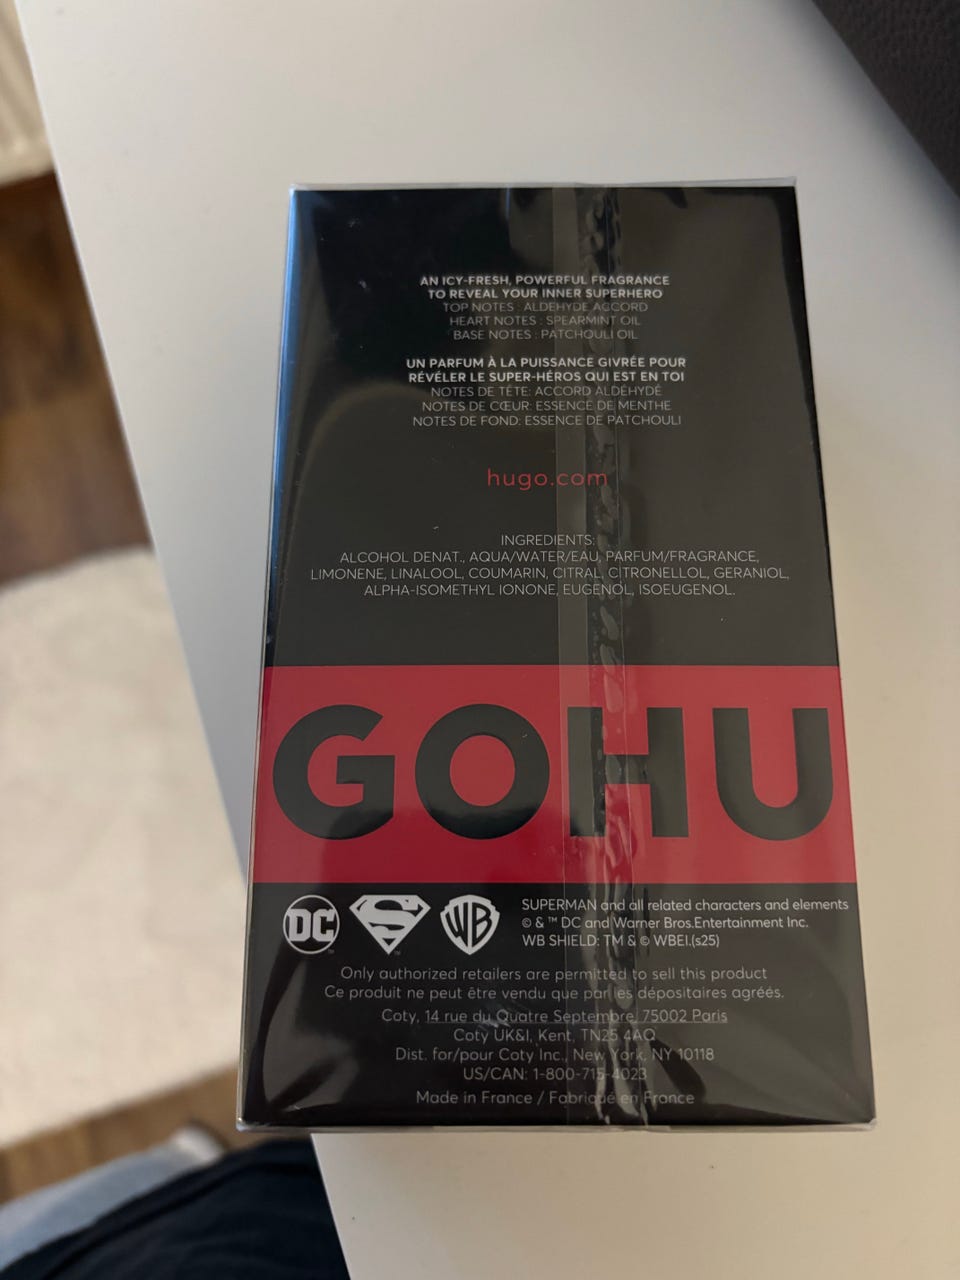 AN ICY-FRESH, POWERFUL FRAGRANCE
TO REVEAL YOUR INNER SUPERHERO
TOP NOTES : ALDEHYDE ACCORD
HEART NOTES : SPEARMINT OIL
BASE NOTES : PATCHOULI OIL
UN PARFUM À LA PUISSANCE GIVRÉE POUR
RÉVÉLER LE SUPER-HÉROS QUI EST EN TOI
NOTES DE TÊTE: ACCORD ALDÉHYDE
NOTES DE CŒUR: ESSENCE DE MENTHE
NOTES DE FOND: ESSENCE DE PATCHOULI
hugo.com
INGREDIENTS:
ALCOHOL DENAT., AQUA/WATER/EAU, PARFUM/FRAGRANCE,
LIMONENE, LINALOOL, COUMARIN, CITRAL, CITRONELLOL, GERANIOL,
ALPHA-ISOMETHYL IONONE, EUGENOL, ISOEUGENOL.
GOHU
DC
S
WB
SUPERMAN and all related characters and elements
© & ™ DC and Warner Bros.Entertainment Inc.
WB SHIELD: TM & © WBEI.(s25)
Only authorized retailers are permitted to sell this product
Ce produit ne peut être vendu que par les dépositaires agréés.
Coty, 14 rue du Quatre Septembre, 75002 Paris
Coty UK&I, Kent, TN25 4AQ
Dist. for/pour Coty Inc., New York, NY 10118
US/CAN: 1-800-715-4023
Made in France / Fabriqué en France